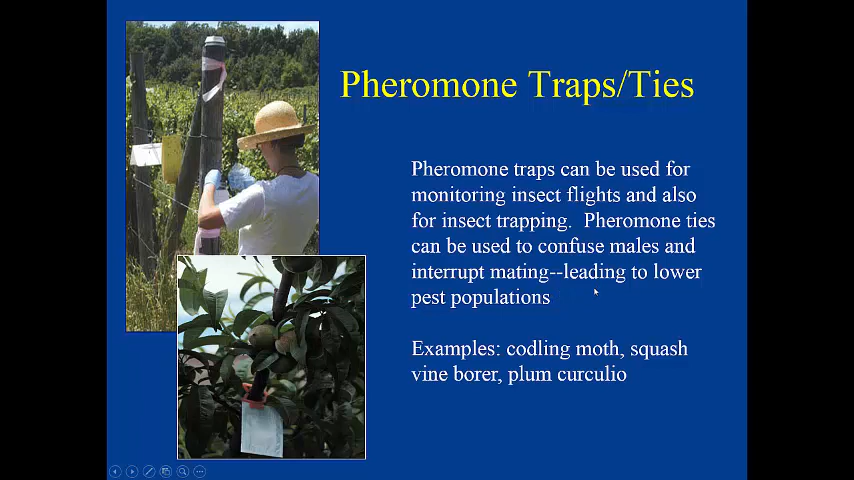 Pheromone Traps/Ties
Pheromone traps can be used for
monitoring insect flights and also
for insect trapping.  Pheromone ties
can be used to confuse males and
interrupt mating--leading to lower
pest populations
Examples: codling moth, squash
vine borer, plum curculio